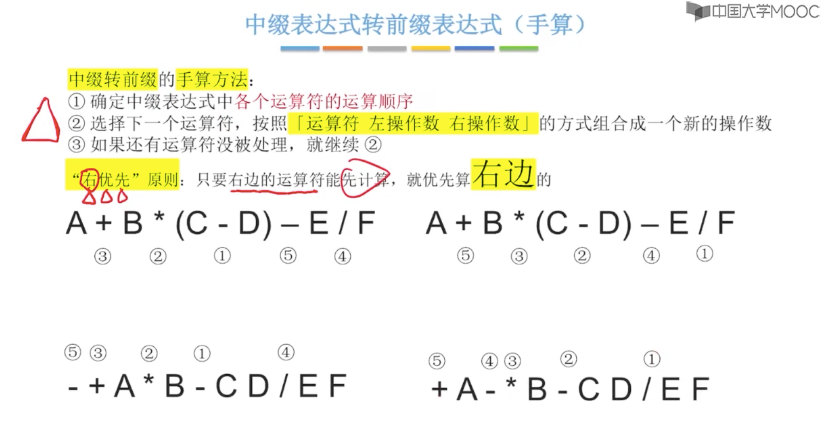 中缀表达式转前缀表达式（手算）
中国大学MOOC
中缀转前缀的手算方法：
① 确定中缀表达式中各个运算符的运算顺序
② 选择下一个运算符，按照「运算符 左操作数 右操作数」的方式组合成一个新的操作数
③ 如果还有运算符没被处理，就继续 ②
“右优先”原则：只要右边的运算符能先计算，就优先算右边的
A + B * (C - D) – E / F
③ ② ① ⑤ ④
A + B * (C - D) – E / F
⑤ ③ ② ④ ①
⑤ ③ ② ① ④
- + A * B - C D / E F
⑤ ④ ③ ② ①
+ A - * B - C D / E F